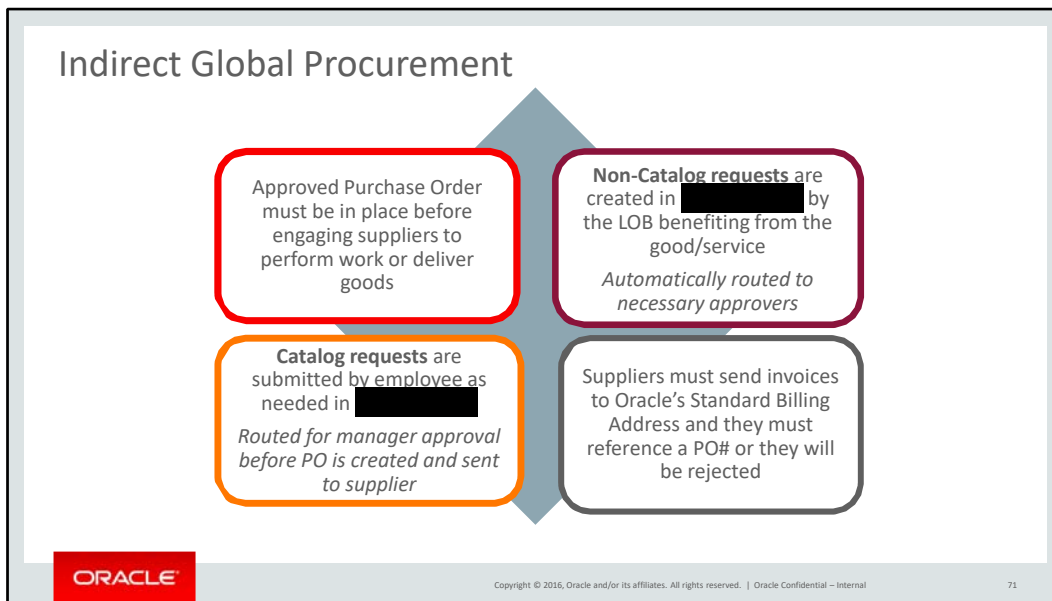 Indirect Global Procurement
Approved Purchase Order
must be in place before
engaging suppliers to
perform work or deliver
goods
Non-Catalog requests are
created in by
the LOB benefiting from the
good/service
Automatically routed to
necessary approvers
Catalog requests are
submitted by employee as
needed in
Routed for manager approval
before PO is created and sent
to supplier
Suppliers must send invoices
to Oracle's Standard Billing
Address and they must
reference a PO# or they will
be rejected
ORACLE®
Copyright © 2016, Oracle and/or its affiliates. All rights reserved. | Oracle Confidential – Internal
71